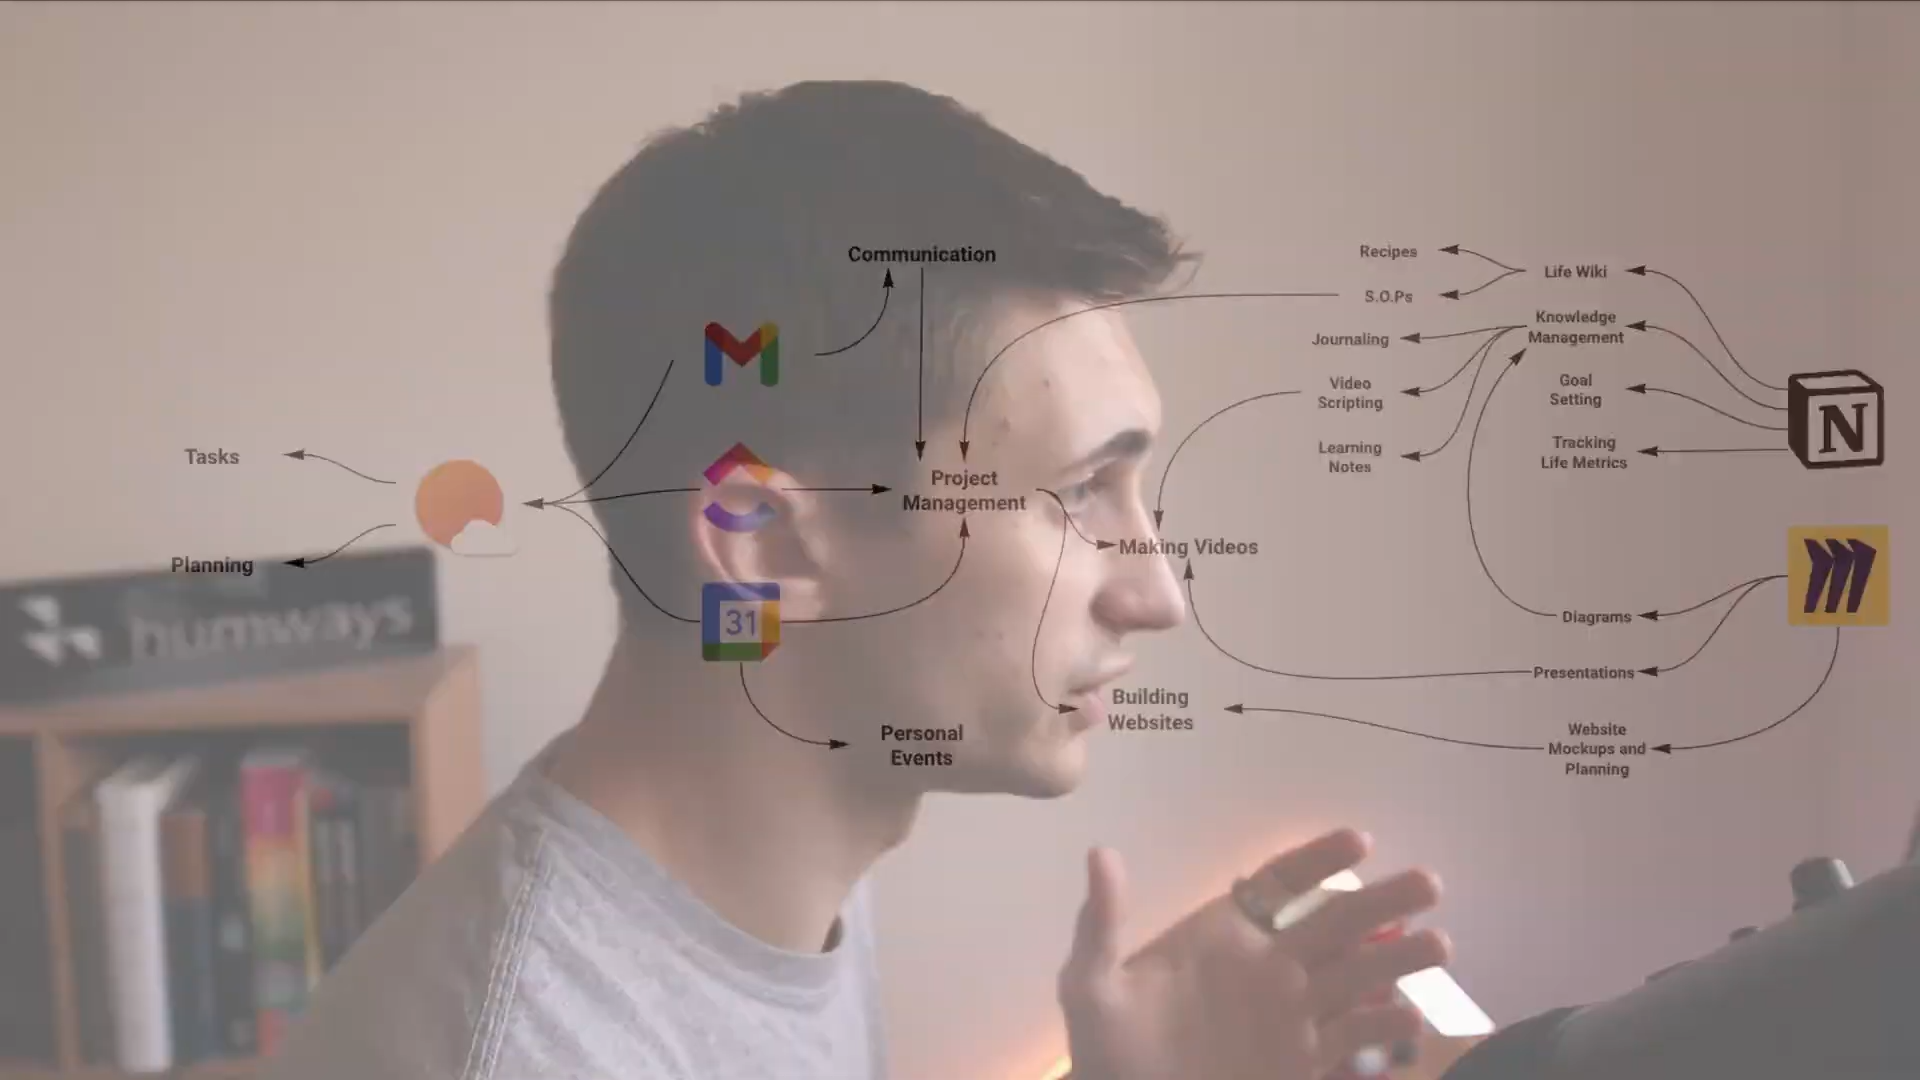 Communication
Recipes
Life Wiki
S.O.Ps
Knowledge
Management
Journaling
Video
Scripting
Goal
Setting
Learning
Notes
Tracking
Life Metrics
N
Tasks
Project
Management
Making Videos
Planning
31
humways
Diagrams
Presentations
Building
Websites
Website
Mockups and
Planning
Personal
Events